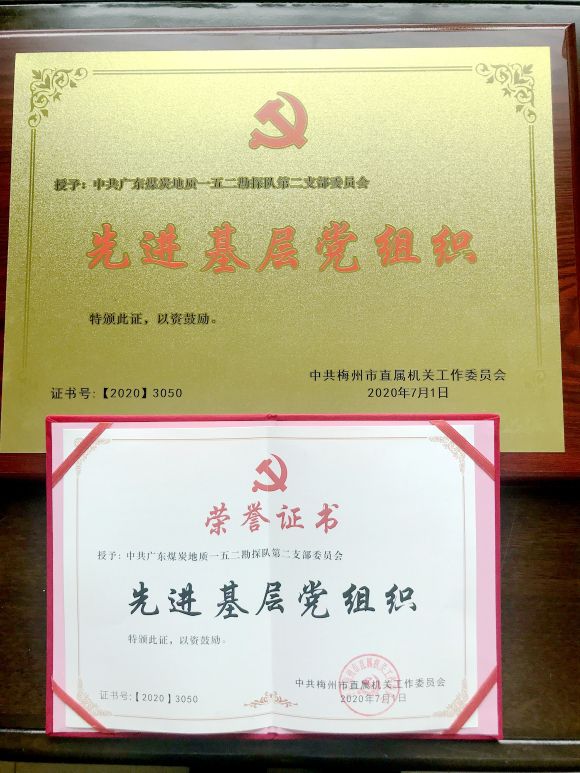 授予：中共广东煤炭地质一五二勘探队第二支部委员会
先进基层党组织
特颁此证，以资鼓励。
中共梅州市直属机关工作委员会
证书号:【2020】3050
2020年7月1日
荣誉证书
授予：中共广东煤炭地质一五二勘探队第二支部委员会
先进基层党组织
特颁此证，以资鼓励。
中共梅州市直属机关工作委员会
证书号:【2020】3050
2020年7月1日